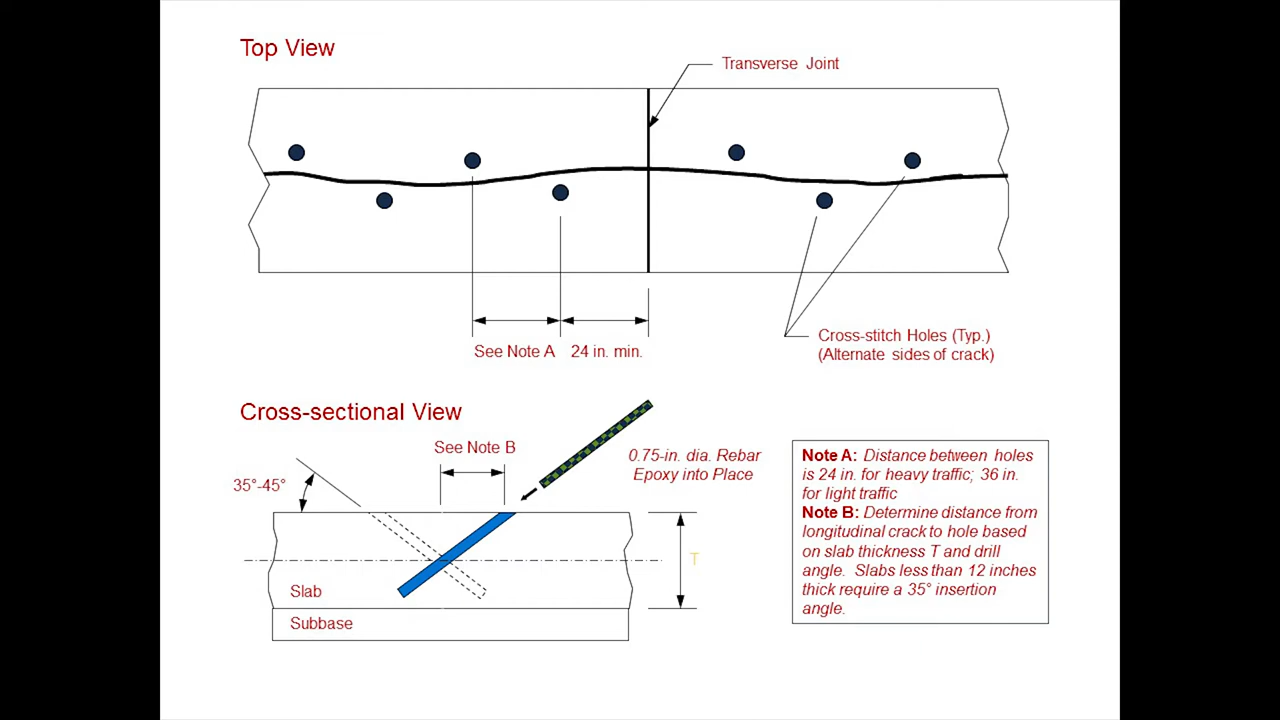 Top View
Transverse Joint
See Note A
24 in. min.
Cross-stitch Holes (Typ.)
(Alternate sides of crack)
Cross-sectional View
See Note B
35°-45°
0.75-in. dia. Rebar
Epoxy into Place
T
Slab
Subbase
Note A: Distance between holes
is 24 in. for heavy traffic; 36 in.
for light traffic
Note B: Determine distance from
longitudinal crack to hole based
on slab thickness T and drill
angle. Slabs less than 12 inches
thick require a 35° insertion
angle.